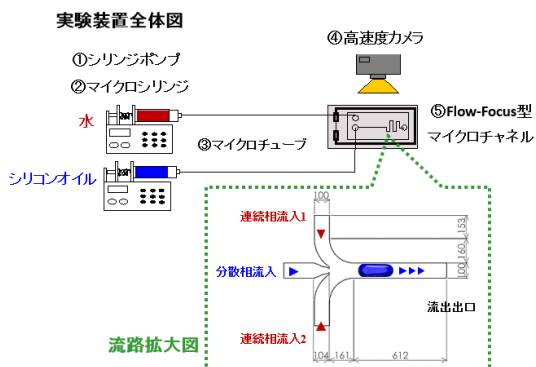 実験装置全体図
①シリンジポンプ
②マイクロシリンジ
水
シリコンオイル
③マイクロチューブ
④高速度カメラ
⑤Flow-Focus型
マイクロチャネル
100
連続相流入1
153
160
分散相流入
100
流出出口
連続相流入2
104
161
612
流路拡大図